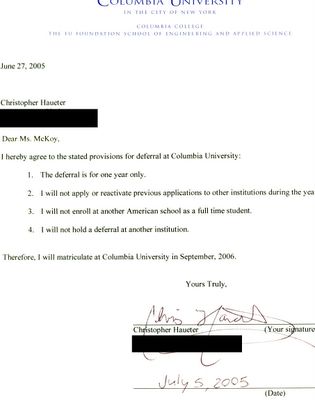 COLUMBIA UNIVERSITY
IN THE CITY OF NEW YORK
COLUMBIA COLLEGE
THE FU FOUNDATION SCHOOL OF ENGINEERING AND APPLIED SCIENCE
June 27, 2005
Christopher Haueter
Dear Ms. McKoy,
I hereby agree to the stated provisions for deferral at Columbia University:
1. The deferral is for one year only.
2. I will not apply or reactivate previous applications to other institutions during the yea
3. I will not enroll at another American school as a full time student.
4. I will not hold a deferral at another institution.
Therefore, I will matriculate at Columbia University in September, 2006.
Yours Truly,
Christopher Haueter (Your signature
July 5, 2005
(Date)